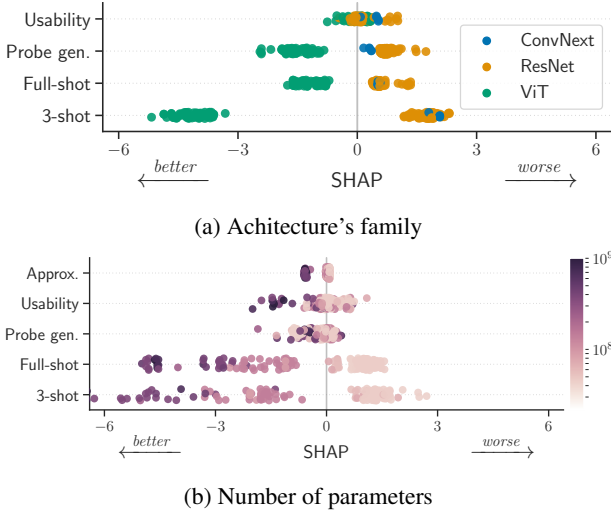 Usability
Probe gen.
Full-shot
3-shot
ConvNext
ResNet
ViT
−6 −3 0 3 6
better SHAP worse
(a) Achitecture's family
Approx.
Usability
Probe gen.
Full-shot
3-shot
10⁹
10⁸
−6 −3 0 3 6
better SHAP worse
(b) Number of parameters